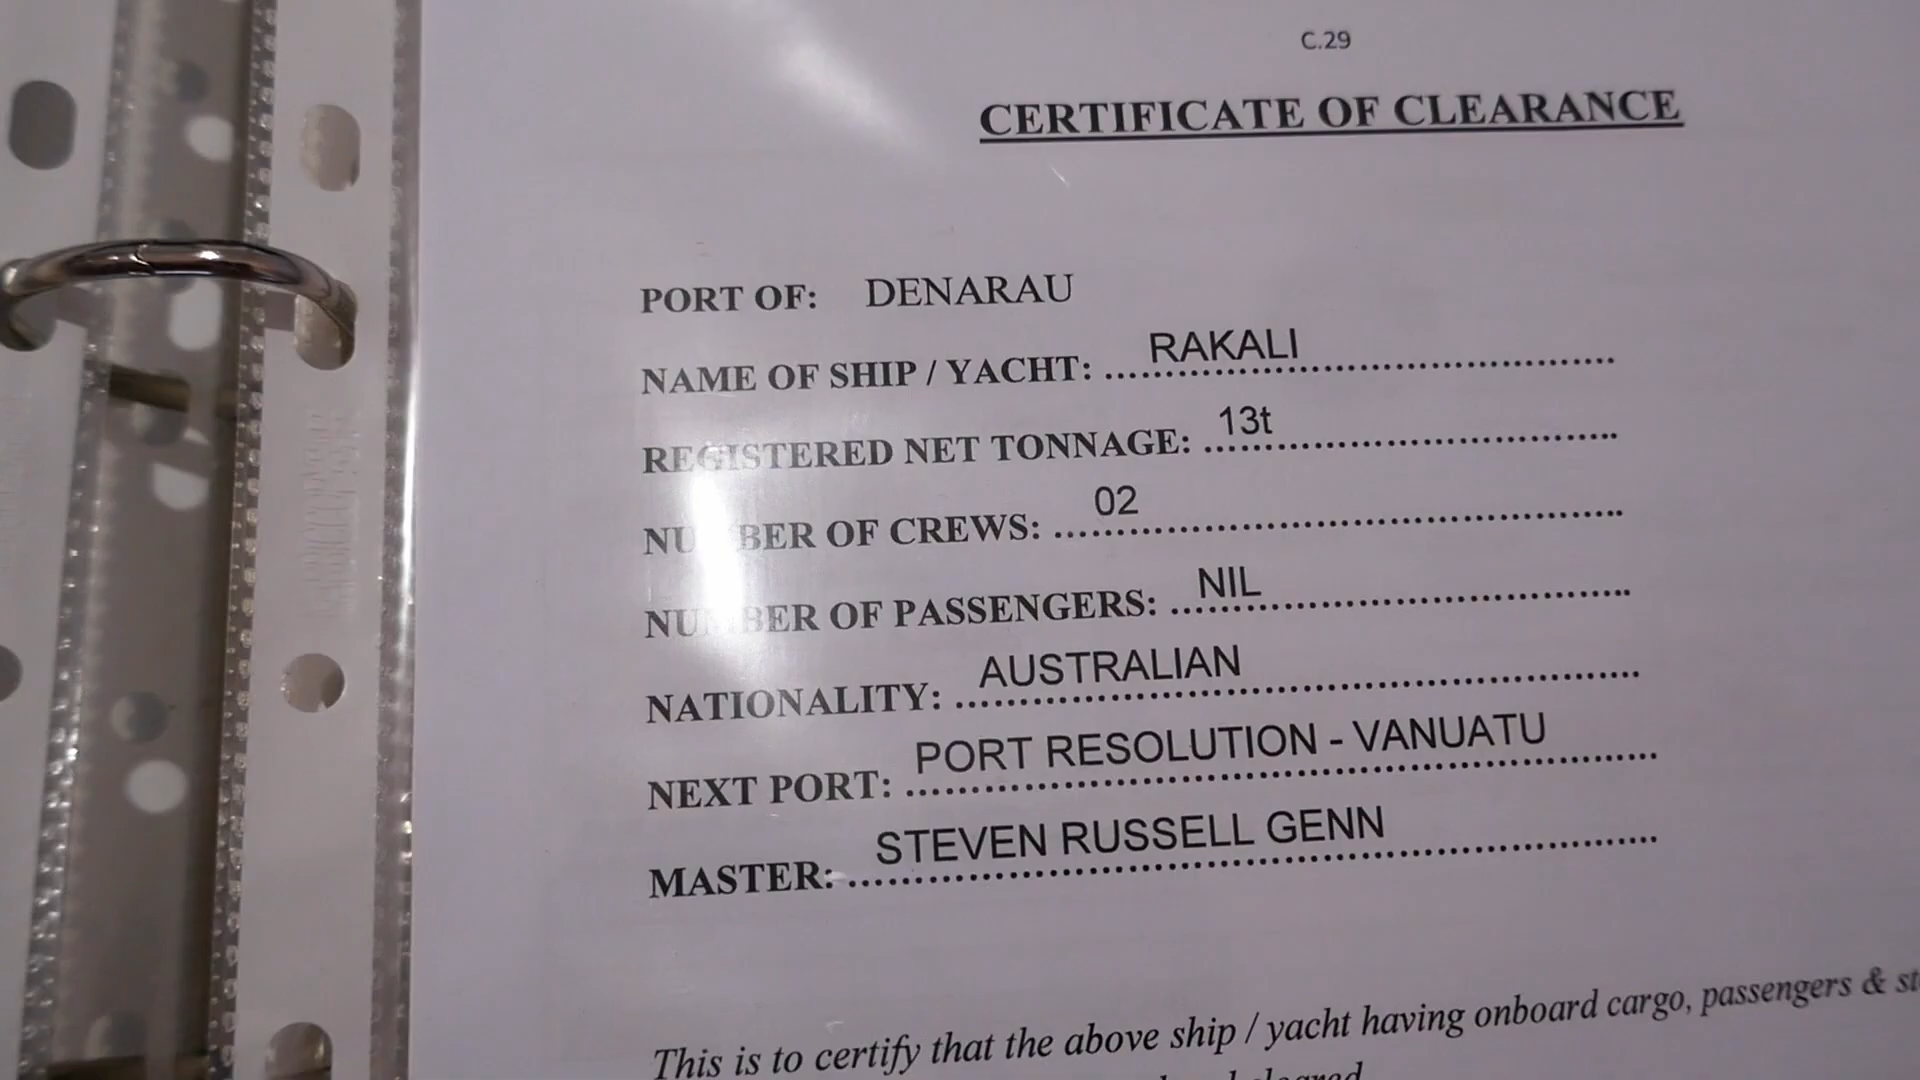 C.29
CERTIFICATE OF CLEARANCE
PORT OF: DENARAU
NAME OF SHIP / YACHT: RAKALI
REGISTERED NET TONNAGE: 13t
NUMBER OF CREWS: 02
NUMBER OF PASSENGERS: NIL
NATIONALITY: AUSTRALIAN
NEXT PORT: PORT RESOLUTION - VANUATU
MASTER: STEVEN RUSSELL GENN
This is to certify that the above ship / yacht having onboard cargo, passengers &